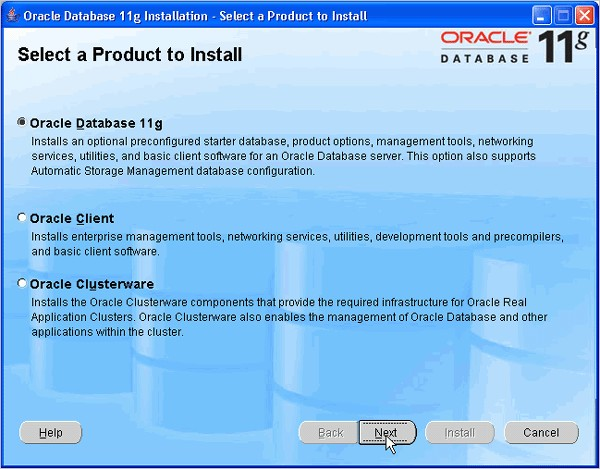 Oracle Database 11g Installation - Select a Product to Install
Select a Product to Install
ORACLE
DATABASE 11g
Oracle Database 11g
Installs an optional preconfigured starter database, product options, management tools, networking
services, utilities, and basic client software for an Oracle Database server. This option also supports
Automatic Storage Management database configuration.
Oracle Client
Installs enterprise management tools, networking services, utilities, development tools and precompilers,
and basic client software.
Oracle Clusterware
Installs the Oracle Clusterware components that provide the required infrastructure for Oracle Real
Application Clusters. Oracle Clusterware also enables the management of Oracle Database and other
applications within the cluster.
Help Back Next Install Cancel